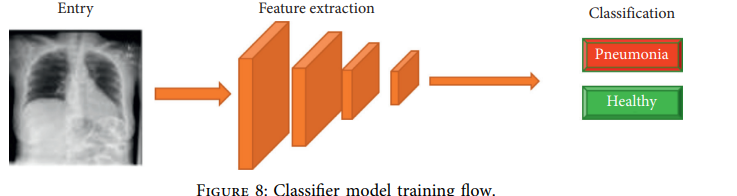 Entry
Feature extraction
Classification
Pneumonia
Healthy
FIGURE 8: Classifier model training flow.